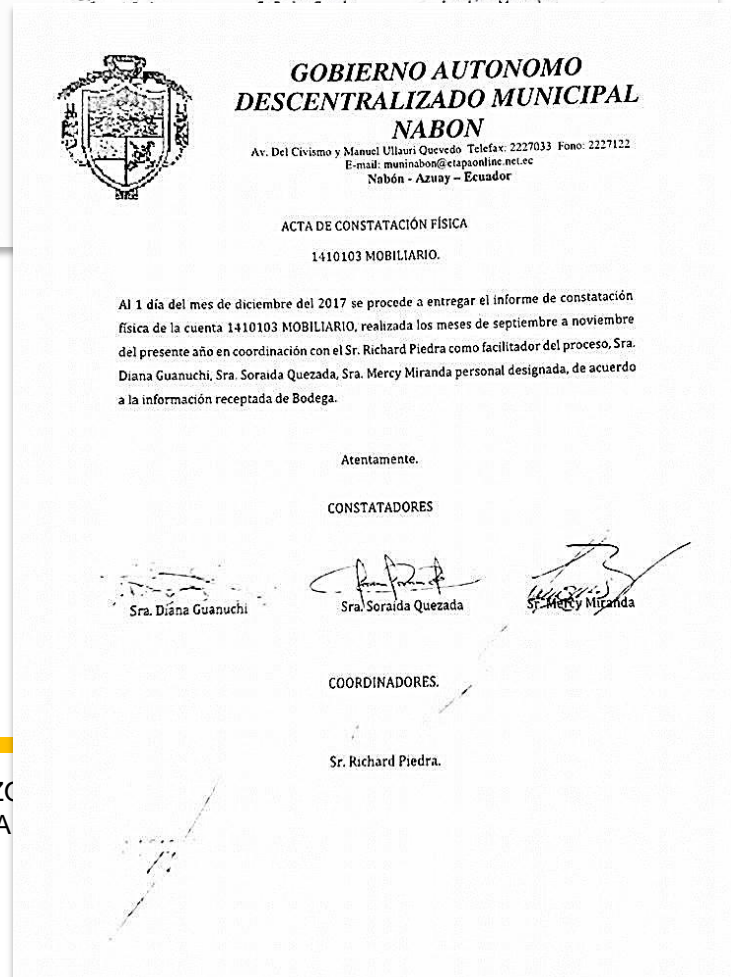 GOBIERNO AUTONOMO
DESCENTRALIZADO MUNICIPAL
NABON
Av. Del Civismo y Manuel Ullauri Quevedo Telefax: 2227033 Fono: 2227122
E-mail: muninabon@etapaonline.net.ec
Nabón - Azuay – Ecuador
ACTA DE CONSTATACIÓN FÍSICA
1410103 MOBILIARIO.
Al 1 día del mes de diciembre del 2017 se procede a entregar el informe de constatación
física de la cuenta 1410103 MOBILIARIO, realizada los meses de septiembre a noviembre
del presente año en coordinación con el Sr. Richard Piedra como facilitador del proceso, Sra.
Diana Guanuchi, Sra. Soraida Quezada, Sra. Mercy Miranda personal designada, de acuerdo
a la información receptada de Bodega.
Atentamente.
CONSTATADORES
Sra. Diana Guanuchi Sra. Soraida Quezada Sr. Mercy Miranda
COORDINADORES.
Sr. Richard Piedra.